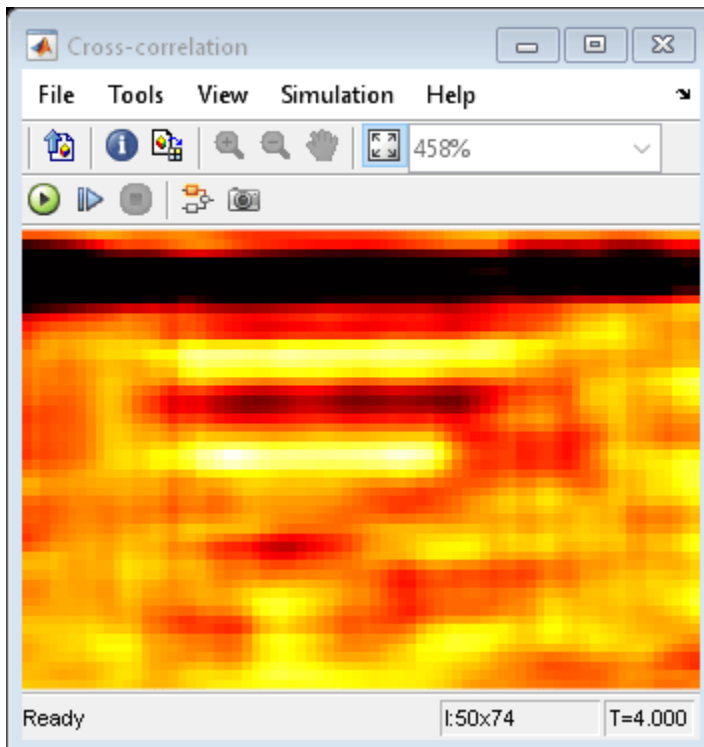 Cross-correlation
File Tools View Simulation Help
458%
Ready I:50x74 T=4.000